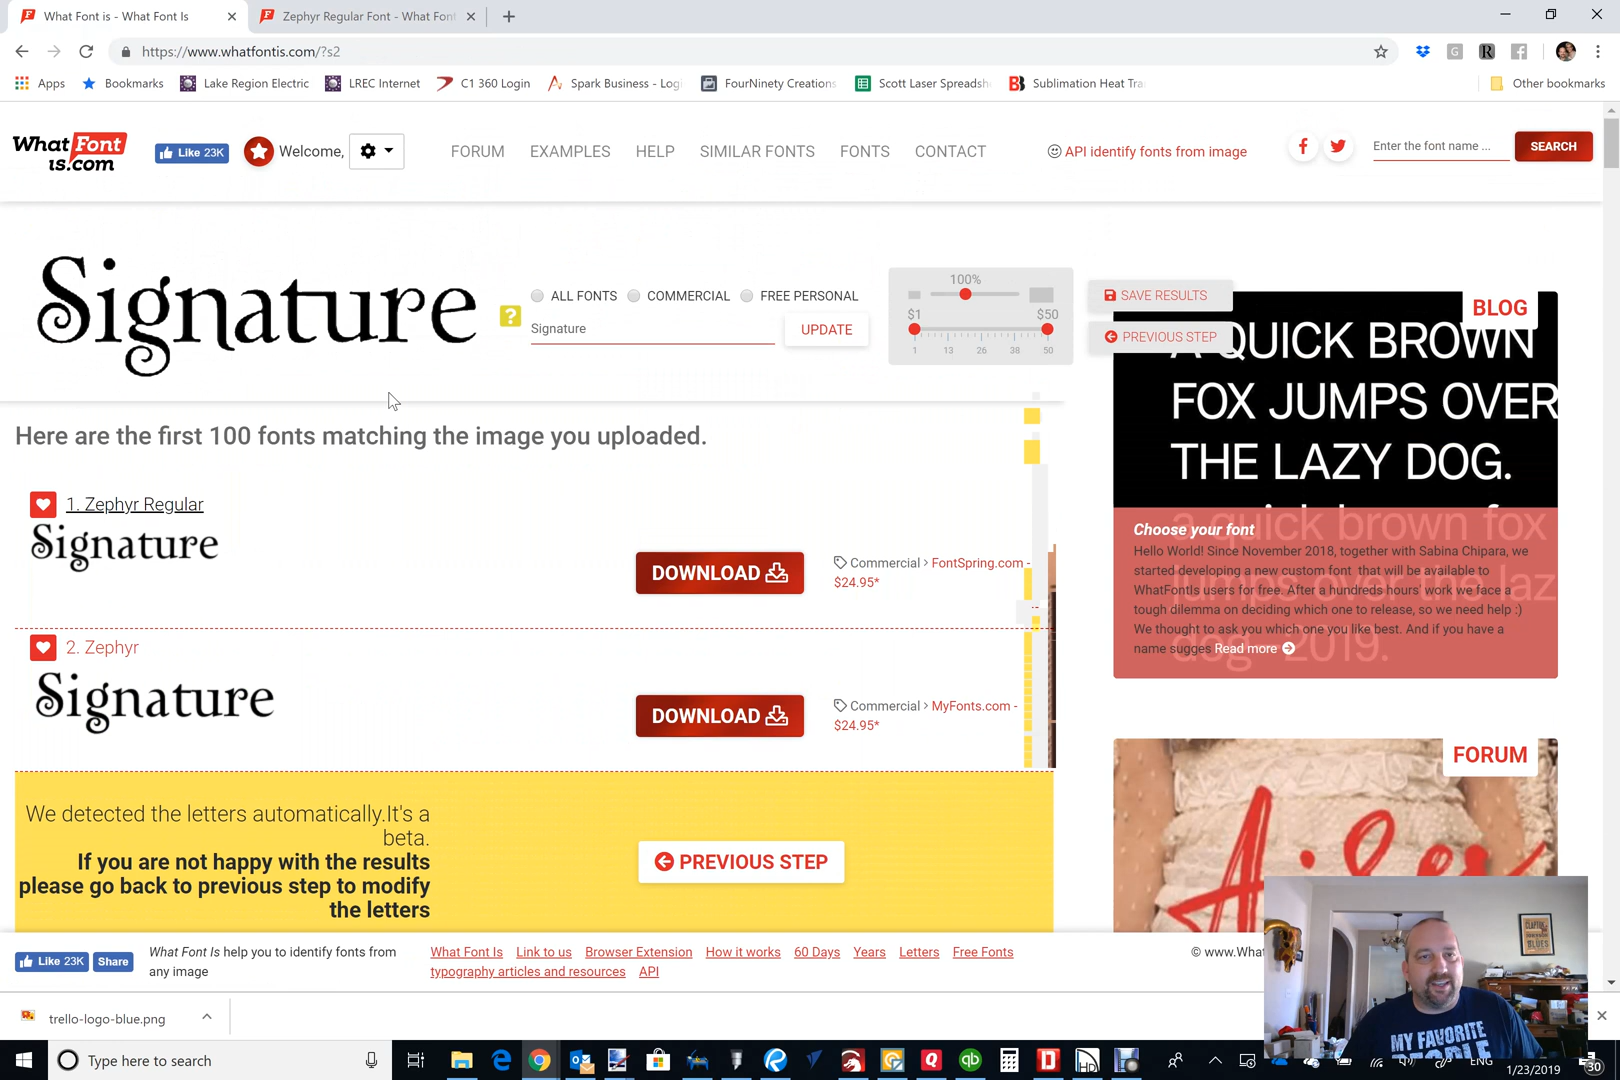 What Font is - What Font Is
Zephyr Regular Font - What Font
https://www.whatfontis.com/?s2
Apps
Bookmarks
Lake Region Electric
LREC Internet
C1 360 Login
Spark Business - Logi
FourNinety Creations
Scott Laser Spreadsh
Sublimation Heat Tra
Other bookmarks
What Font is.com
Like 23K
Welcome,
FORUM
EXAMPLES
HELP
SIMILAR FONTS
FONTS
CONTACT
API identify fonts from image
Enter the font name ...
SEARCH
Signature
?
ALL FONTS
COMMERCIAL
FREE PERSONAL
Signature
UPDATE
100%
$1
$50
1 13 26 38 50
SAVE RESULTS
PREVIOUS STEP
BLOG
A QUICK BROWN
FOX JUMPS OVER
THE LAZY DOG.
a quick brown fox
jumps over the laz
dog 2019.
Choose your font
Hello World! Since November 2018, together with Sabina Chipara, we
started developing a new custom font that will be available to
WhatFontIs users for free. After a hundreds hours' work we face a
tough dilemma on deciding which one to release, so we need help :)
We thought to ask you which one you like best. And if you have a
name sugges Read more
Here are the first 100 fonts matching the image you uploaded.
1. Zephyr Regular
Signature
DOWNLOAD
Commercial > FontSpring.com -
$24.95*
2. Zephyr
Signature
DOWNLOAD
Commercial > MyFonts.com -
$24.95*
FORUM
We detected the letters automatically.It's a
beta.
If you are not happy with the results
please go back to previous step to modify
the letters
PREVIOUS STEP
Like 23K
Share
What Font Is help you to identify fonts from
any image
What Font Is
Link to us
Browser Extension
How it works
60 Days
Years
Letters
Free Fonts
typography articles and resources
API
© www.What
CLAPTON
BLUES
MY FAVORITE
trello-logo-blue.png
Type here to search
ENG
1/23/2019
30